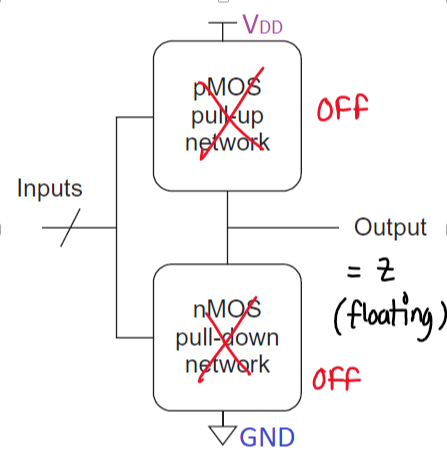 VDD
pMOS
pull-up
network
OFF
Inputs
Output
= Z
(floating)
nMOS
pull-down
network
OFF
GND